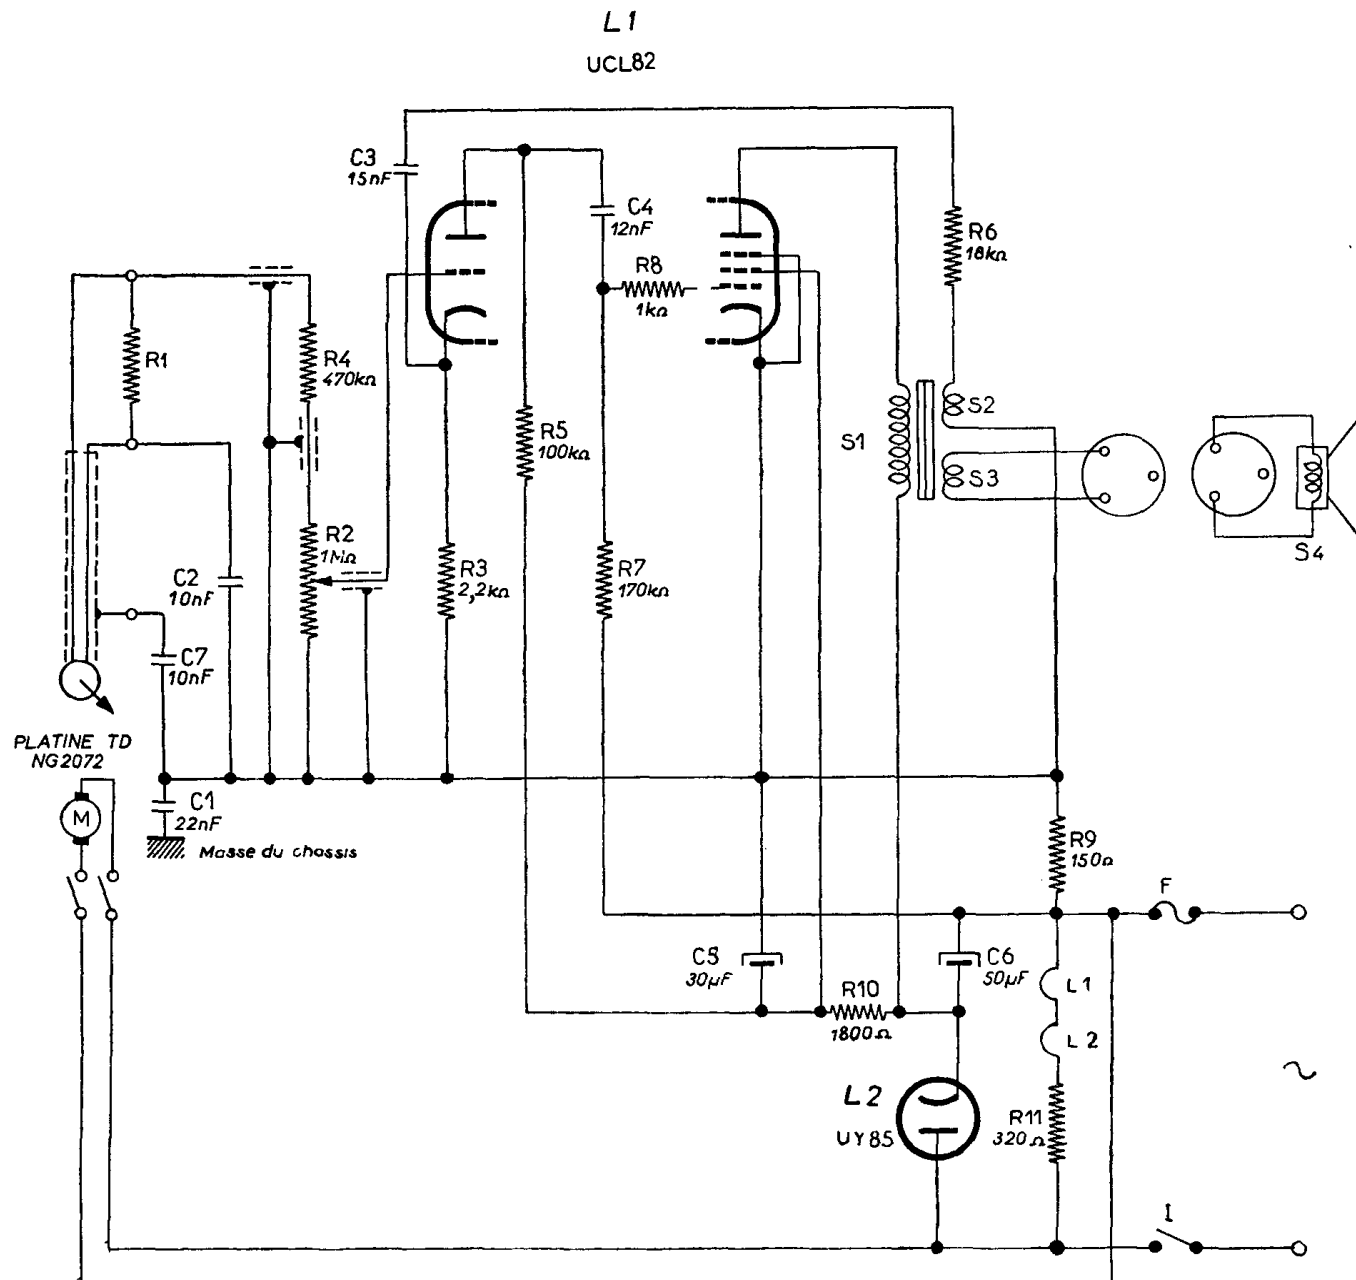 L1
UCL82
C3
15nF
C4
12nF
R6
18kΩ
R8
1kΩ
R1
R4
470kΩ
R5
100kΩ
S1
S2
S3
S4
R2
1MΩ
C2
10nF
R3
2,2kΩ
R7
170kΩ
C7
10nF
PLATINE TD
NG2072
M
C1
22nF
Masse du chassis
R9
150Ω
F
C5
30µF
C6
50µF
L1
R10
1800Ω
L2
L2
UY85
R11
320Ω
I